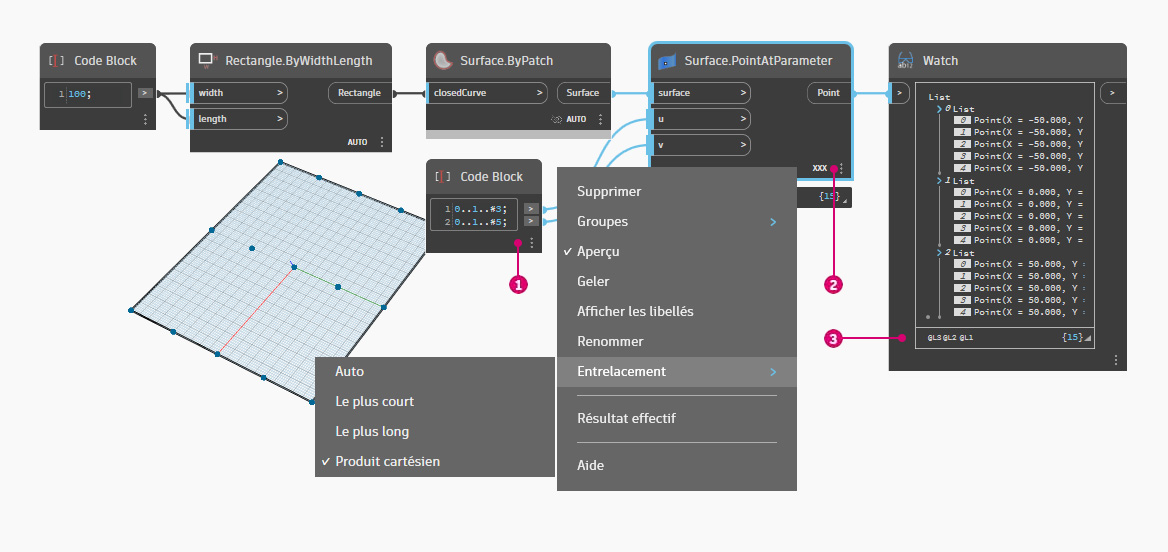 Code Block
1 100;
>
Rectangle.ByWidthLength
width >
Rectangle
length >
AUTO
Surface.ByPatch
closedCurve >
Surface
AUTO
Surface.PointAtParameter
surface >
Point
u >
v >
XXX
{15}
Watch
>
>
List
0 List
0 Point(X = -50.000, Y
1 Point(X = -50.000, Y
2 Point(X = -50.000, Y
3 Point(X = -50.000, Y
4 Point(X = -50.000, Y
1 List
0 Point(X = 0.000, Y =
1 Point(X = 0.000, Y =
2 Point(X = 0.000, Y =
3 Point(X = 0.000, Y =
4 Point(X = 0.000, Y =
2 List
0 Point(X = 50.000, Y
1 Point(X = 50.000, Y
2 Point(X = 50.000, Y
3 Point(X = 50.000, Y
4 Point(X = 50.000, Y
@L3 @L2 @L1
{15}
Code Block
1 0..1..#3;
>
2 0..1..#5;
>
1
2
3
Supprimer
Groupes >
✓ Aperçu
Geler
Afficher les libellés
Renommer
Entrelacement >
Résultat effectif
Aide
Auto
Le plus court
Le plus long
✓ Produit cartésien